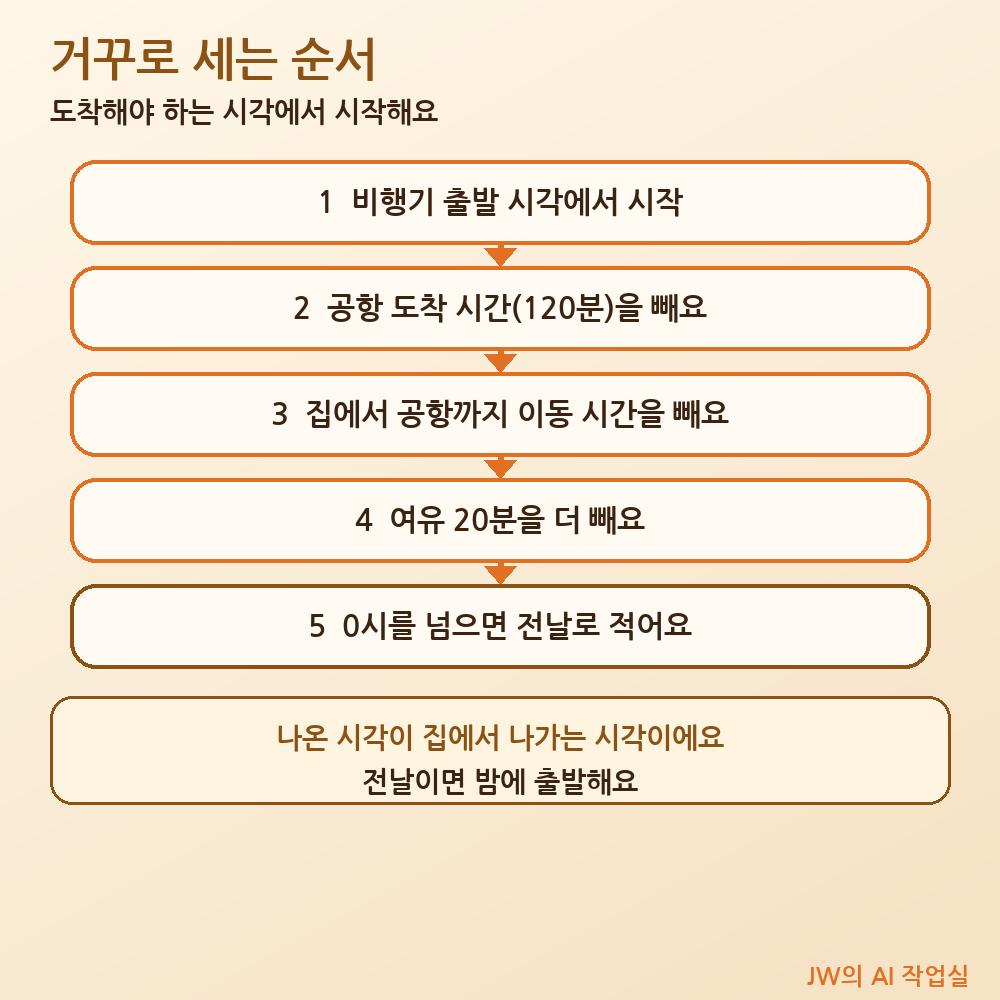 거꾸로 세는 순서
도착해야 하는 시각에서 시작해요
1 비행기 출발 시각에서 시작
2 공항 도착 시간(120분)을 빼요
3 집에서 공항까지 이동 시간을 빼요
4 여유 20분을 더 빼요
5 0시를 넘으면 전날로 적어요
나온 시각이 집에서 나가는 시각이에요
전날이면 밤에 출발해요
JW의 AI 작업실